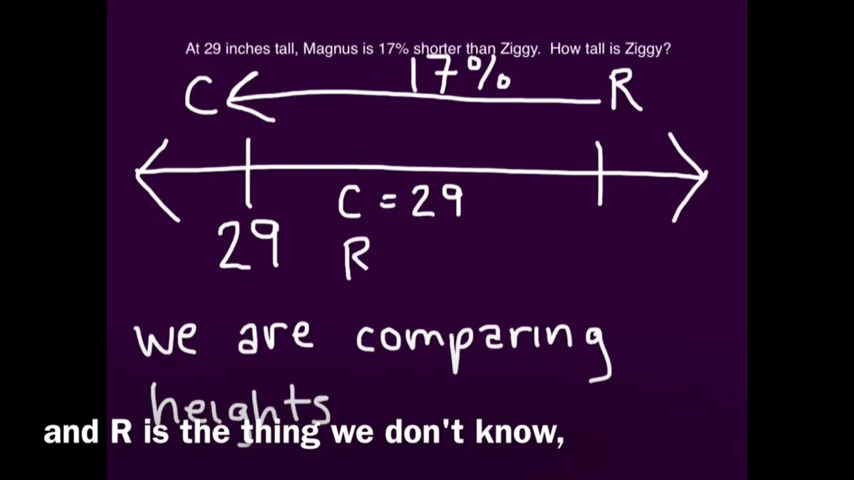 At 29 inches tall, Magnus is 17% shorter than Ziggy. How tall is Ziggy?
17%
C R
C = 29
29 R
we are comparing
heights
and R is the thing we don't know,